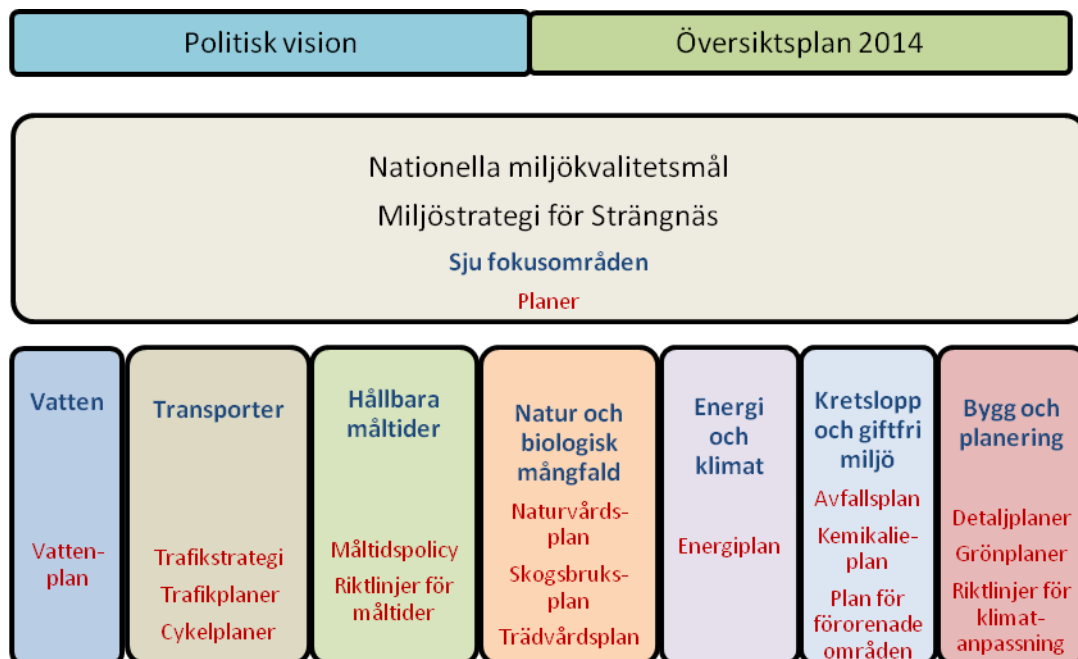 Politisk vision
Översiktsplan 2014
Nationella miljökvalitetsmål
Miljöstrategi för Strängnäs
Sju fokusområden
Planer
Vatten
Vatten-
plan
Transporter
Trafikstrategi
Trafikplaner
Cykelplaner
Hållbara
måltider
Måltidspolicy
Riktlinjer för
måltider
Natur och
biologisk
mångfald
Naturvårds-
plan
Skogsbruks-
plan
Trädvårdsplan
Energi
och
klimat
Energiplan
Kretslopp
och giftfri
miljö
Avfallsplan
Kemikalie-
plan
Plan för
förorenade
områden
Bygg och
planering
Detaljplaner
Grönplaner
Riktlinjer för
klimat-
anpassning